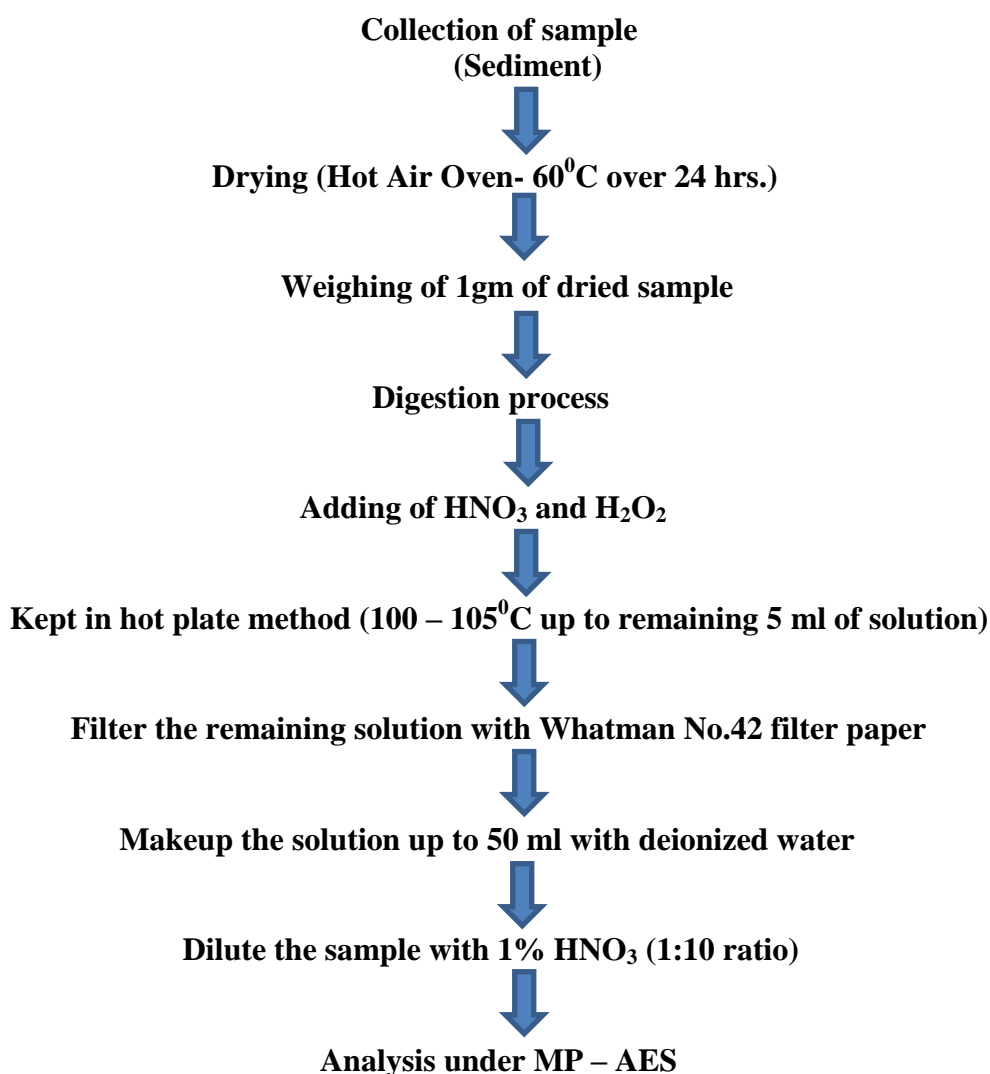 Collection of sample
(Sediment)
Drying (Hot Air Oven- 60⁰C over 24 hrs.)
Weighing of 1gm of dried sample
Digestion process
Adding of HNO₃ and H₂O₂
Kept in hot plate method (100 – 105⁰C up to remaining 5 ml of solution)
Filter the remaining solution with Whatman No.42 filter paper
Makeup the solution up to 50 ml with deionized water
Dilute the sample with 1% HNO₃ (1:10 ratio)
Analysis under MP – AES